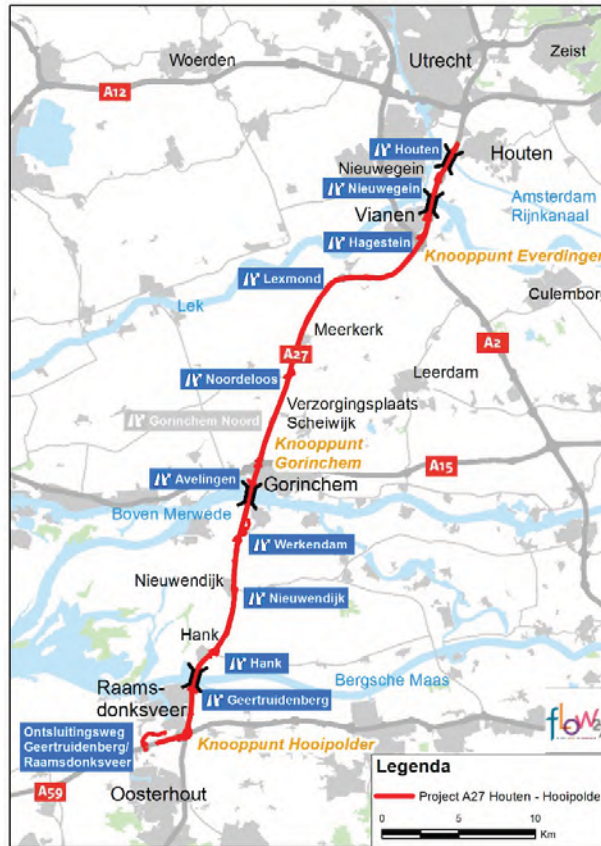 Woerden
Utrecht
Zeist
A12
Houten
Houten
Nieuwegein
Nieuwegein
Vianen
Amsterdam
Rijnkanaal
Hagestein
Knooppunt Everdingen
Lexmond
Culemborg
Lek
Meerkerk
A27
A2
Leerdam
Noordeloos
Verzorgingsplaats
Scheiwijk
Gorinchem Noord
Knooppunt
Gorinchem
A15
Avelingen
Gorinchem
Boven Merwede
Werkendam
Nieuwendijk
Nieuwendijk
Hank
Hank
Bergsche Maas
Raams-
donksveer
Geertruidenberg
Ontsluitingsweg
Geertruidenberg/
Raamsdonksveer
Knooppunt Hooipolder
flow
A59
Oosterhout
Legenda
Project A27 Houten - Hooipolder
0 5 10
Km